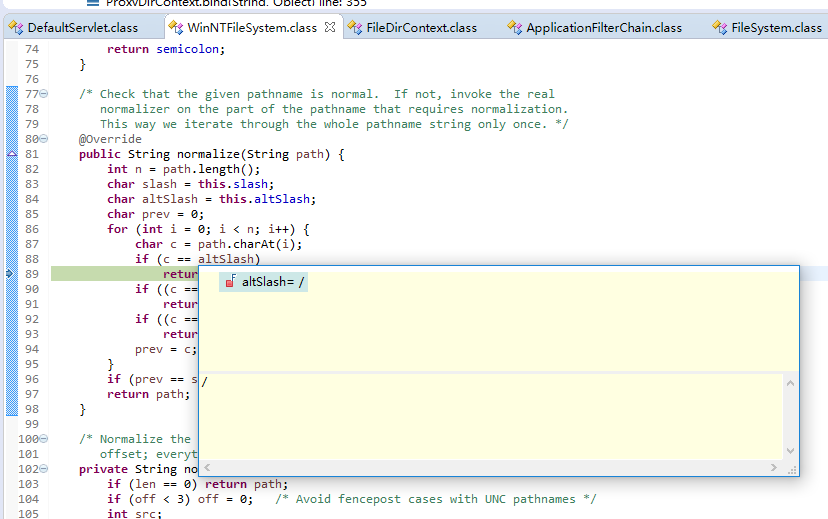 ProxyDirContext.bind(String, Object) line: 355
DefaultServlet.class WinNTFileSystem.class FileDirContext.class ApplicationFilterChain.class FileSystem.class
74 return semicolon;
75 }
76
77 /* Check that the given pathname is normal.  If not, invoke the real
78 normalizer on the part of the pathname that requires normalization.
79 This way we iterate through the whole pathname string only once. */
80 @Override
81 public String normalize(String path) {
82 int n = path.length();
83 char slash = this.slash;
84 char altSlash = this.altSlash;
85 char prev = 0;
86 for (int i = 0; i < n; i++) {
87 char c = path.charAt(i);
88 if (c == altSlash)
89 retur
altSlash= /
90 if ((c ==
91 retur
92 if ((c ==
93 retur
94 prev = c;
95 }
96 if (prev == s
/
97 return path;
98 }
99
100 /* Normalize the
101 offset; everyt
102 private String no
103 if (len == 0) return path;
104 if (off < 3) off = 0;   /* Avoid fencepost cases with UNC pathnames */
105 int src;